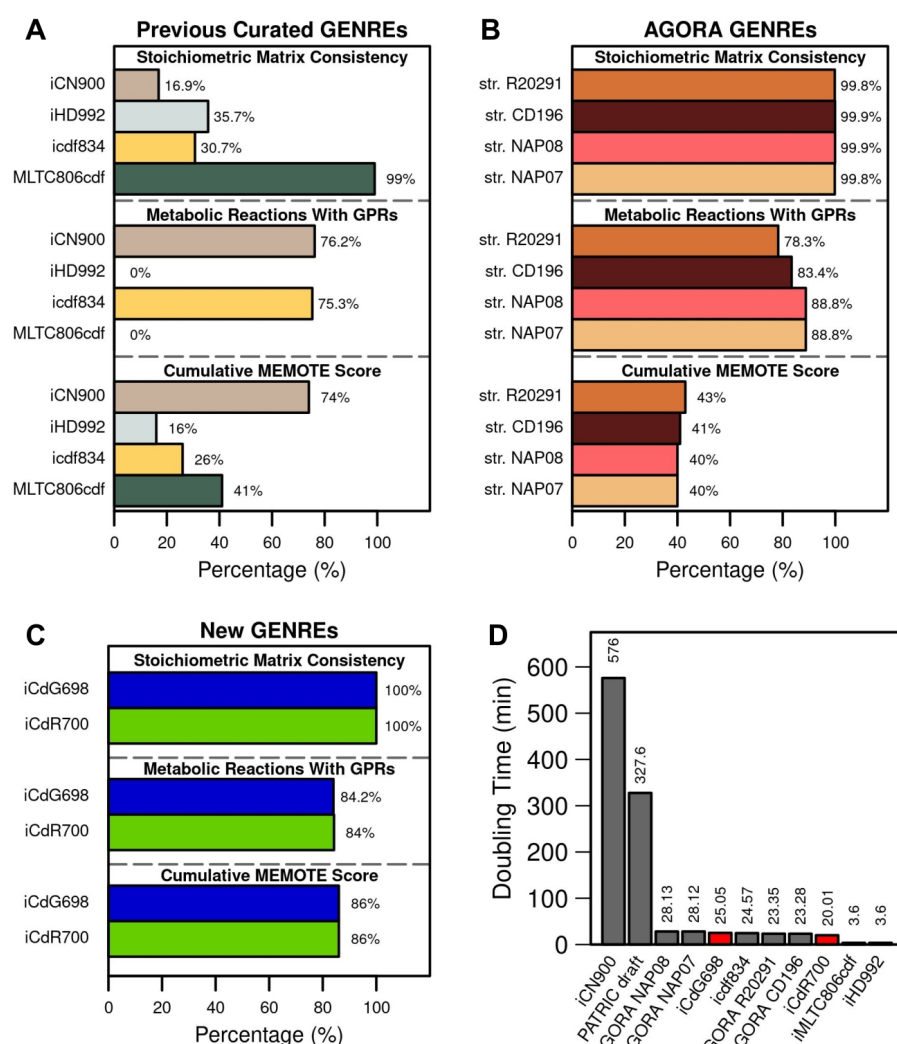 A
Previous Curated GENREs
Stoichiometric Matrix Consistency
iCN900
16.9%
iHD992
35.7%
icdf834
30.7%
MLTC806cdf
99%
Metabolic Reactions With GPRs
iCN900
76.2%
iHD992
0%
icdf834
75.3%
MLTC806cdf
0%
Cumulative MEMOTE Score
iCN900
74%
iHD992
16%
icdf834
26%
MLTC806cdf
41%
0 20 40 60 80 100
Percentage (%)
B
AGORA GENREs
Stoichiometric Matrix Consistency
str. R20291
99.8%
str. CD196
99.9%
str. NAP08
99.9%
str. NAP07
99.8%
Metabolic Reactions With GPRs
str. R20291
78.3%
str. CD196
83.4%
str. NAP08
88.8%
str. NAP07
88.8%
Cumulative MEMOTE Score
str. R20291
43%
str. CD196
41%
str. NAP08
40%
str. NAP07
40%
0 20 40 60 80 100
Percentage (%)
C
New GENREs
Stoichiometric Matrix Consistency
iCdG698
100%
iCdR700
100%
Metabolic Reactions With GPRs
iCdG698
84.2%
iCdR700
84%
Cumulative MEMOTE Score
iCdG698
86%
iCdR700
86%
0 20 40 60 80 100
Percentage (%)
D
Doubling Time (min)
600
500
400
300
200
100
0
576
327.6
28.13
28.12
25.05
24.57
23.35
23.28
20.01
3.6
3.6
iCN900
PATRIC draft
GORA NAP08
GORA NAP07
iCdG698
icdf834
GORA R20291
GORA CD196
iCdR700
iMLTC806cdf
iHD992